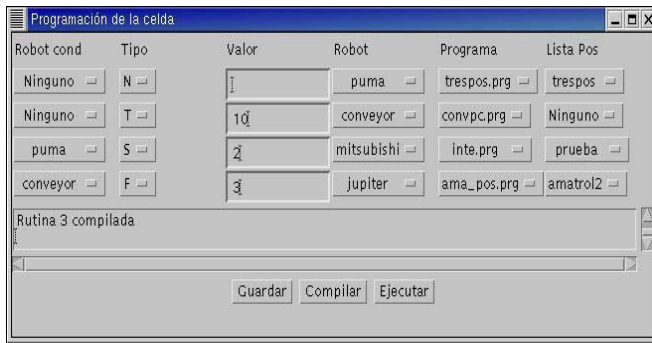 Programación de la celda
Robot cond Tipo Valor Robot Programa Lista Pos
Ninguno N puma trespos.prg trespos
Ninguno T 10 conveyor convpc.prg Ninguno
puma S 2 mitsubishi inte.prg prueba
conveyor F 3 jupiter ama_pos.prg amatrol2
Rutina 3 compilada
Guardar Compilar Ejecutar